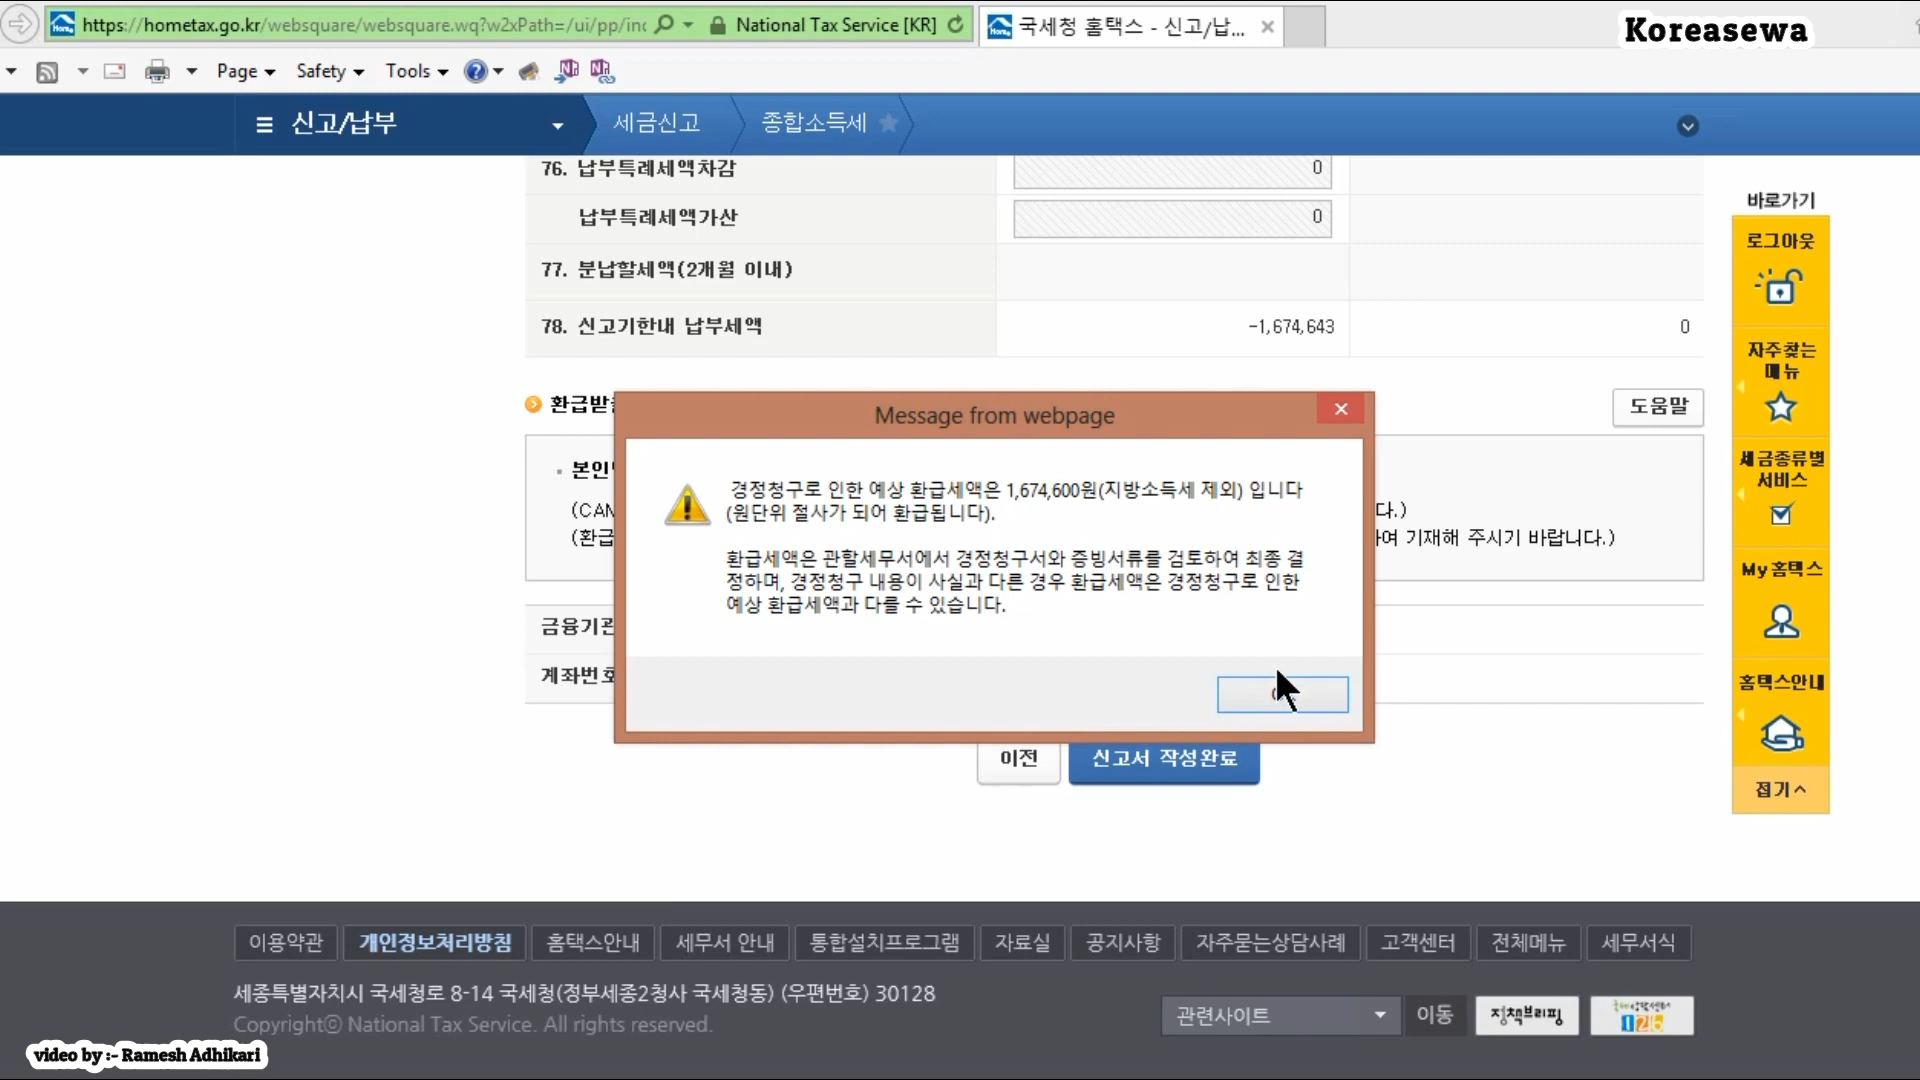 https://hometax.go.kr/websquare/websquare.wq?w2xPath=/ui/pp/inc
National Tax Service [KR]
국세청 홈택스 - 신고/납...
Koreasewa
Page
Safety
Tools
신고/납부
세금신고
종합소득세
76. 납부특례세액차감
0
납부특례세액가산
0
77. 분납할세액(2개월 이내)
78. 신고기한내 납부세액
-1,674,643
0
환급받을
도움말
본인명
(CAM
다.)
(환급
하여 기재해 주시기 바랍니다.)
금융기관
계좌번호
Message from webpage
경정청구로 인한 예상 환급세액은 1,674,600원(지방소득세 제외) 입니다
(원단위 절사가 되어 환급됩니다).
환급세액은 관할세무서에서 경정청구서와 증빙서류를 검토하여 최종 결
정하며, 경정청구 내용이 사실과 다른 경우 환급세액은 경정청구로 인한
예상 환급세액과 다를 수 있습니다.
이전
신고서 작성완료
바로가기
로그아웃
자주찾는
메뉴
세금종류별
서비스
My홈택스
홈택스안내
접기
이용약관
개인정보처리방침
홈택스안내
세무서 안내
통합설치프로그램
자료실
공지사항
자주묻는상담사례
고객센터
전체메뉴
세무서식
세종특별자치시 국세청로 8-14 국세청(정부세종2청사 국세청동) (우편번호) 30128
Copyrightⓒ National Tax Service. All rights reserved.
관련사이트
이동
정책브리핑
126
video by :- Ramesh Adhikari